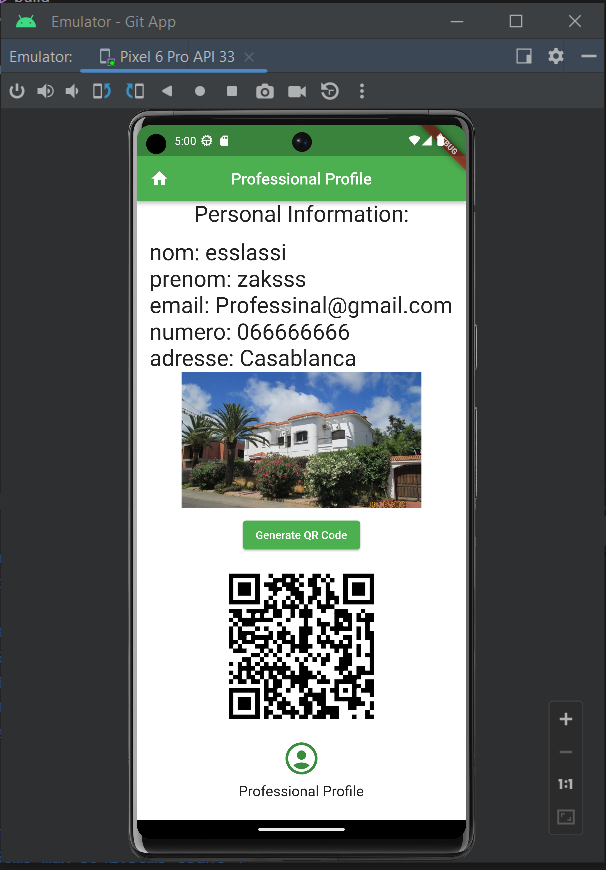 Emulator - Git App
Emulator:
Pixel 6 Pro API 33
5:00
Professional Profile
Personal Information:
nom: esslassi
prenom: zaksss
email: Professinal@gmail.com
numero: 066666666
adresse: Casablanca
Generate QR Code
Professional Profile
1:1